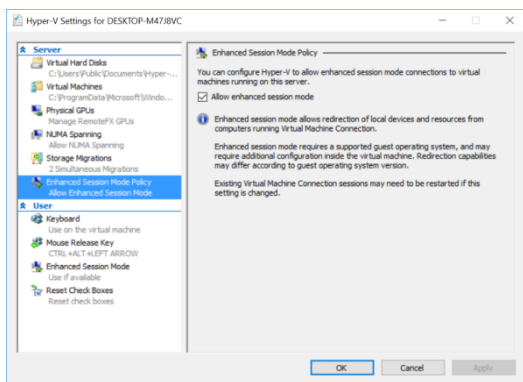 Hyper-V Settings for DESKTOP-M47J8VC
Server
Virtual Hard Disks
C:\Users\Public\Documents\Hyper-...
Virtual Machines
C:\ProgramData\Microsoft\Windo...
Physical GPUs
Manage RemoteFX GPUs
NUMA Spanning
Allow NUMA Spanning
Storage Migrations
2 Simultaneous Migrations
Enhanced Session Mode Policy
Allow Enhanced Session Mode
User
Keyboard
Use on the virtual machine
Mouse Release Key
CTRL+ALT+LEFT ARROW
Enhanced Session Mode
Use if available
Reset Check Boxes
Reset check boxes
Enhanced Session Mode Policy
You can configure Hyper-V to allow enhanced session mode connections to virtual
machines running on this server.
Allow enhanced session mode
Enhanced session mode allows redirection of local devices and resources from
computers running Virtual Machine Connection.
Enhanced session mode requires a supported guest operating system, and may
require additional configuration inside the virtual machine. Redirection capabilities
may differ according to guest operating system version.
Existing Virtual Machine Connection sessions may need to be restarted if this
setting is changed.
OK
Cancel
Apply